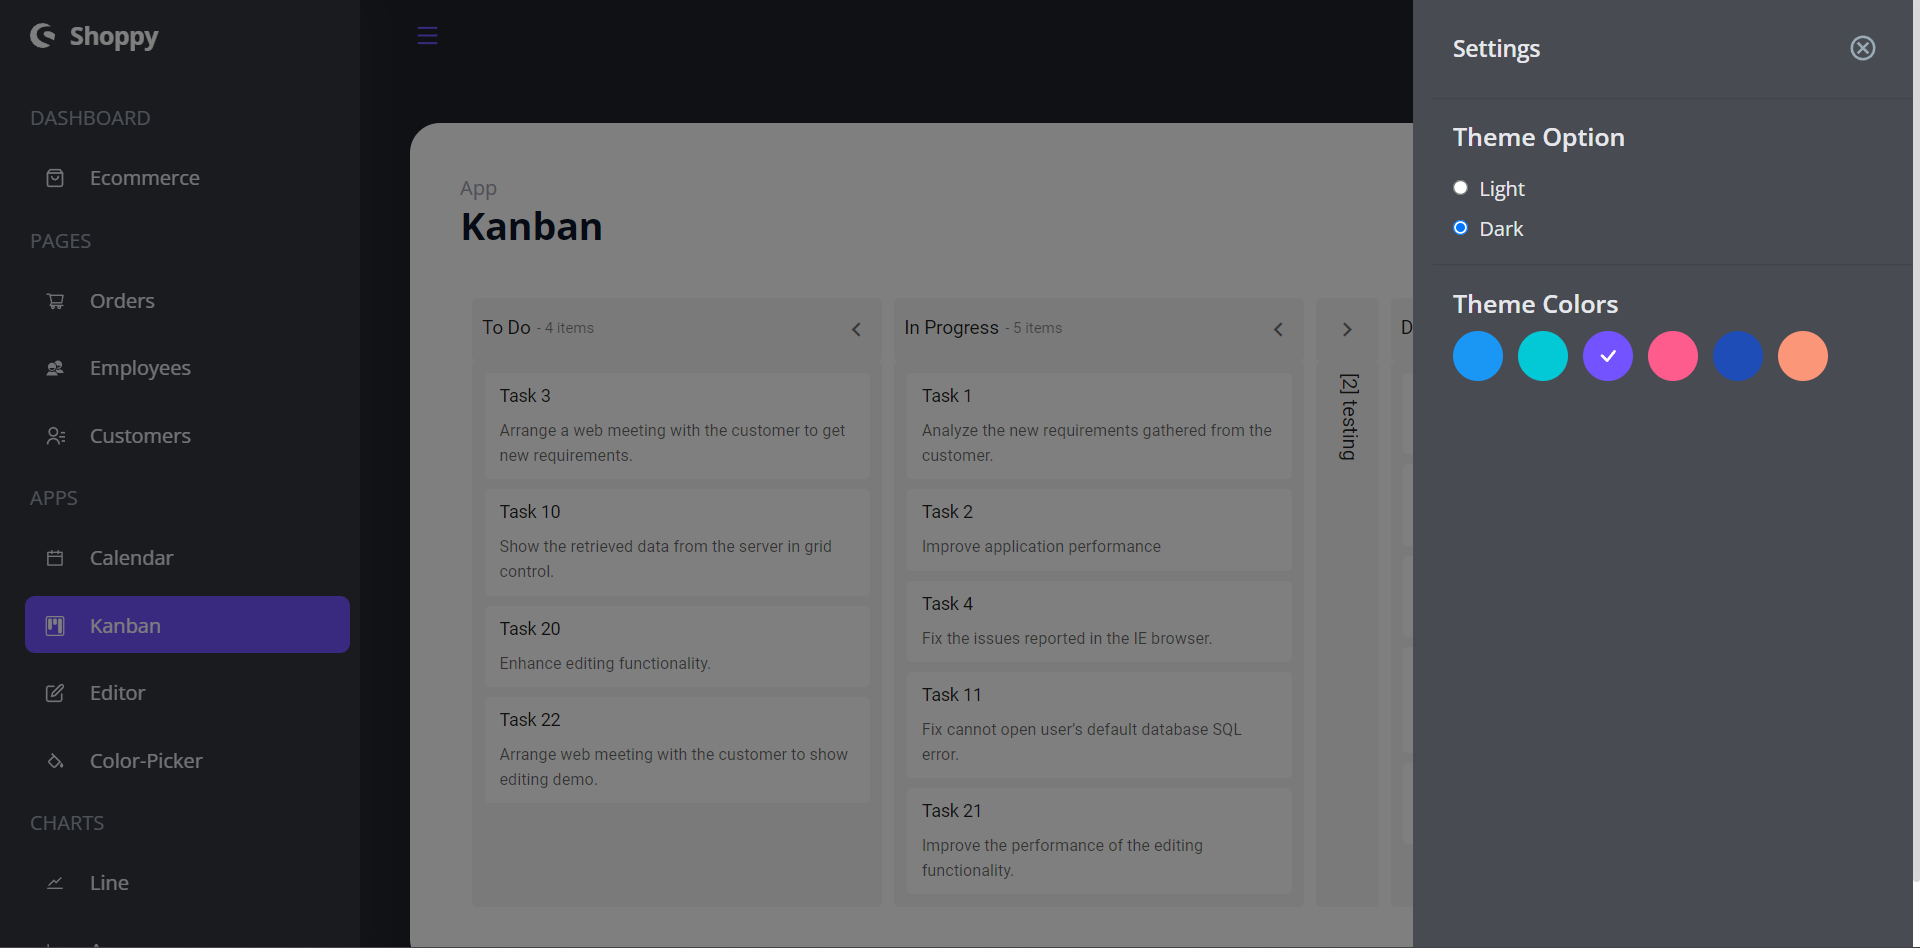 Shoppy
DASHBOARD
Ecommerce
PAGES
Orders
Employees
Customers
APPS
Calendar
Kanban
Editor
Color-Picker
CHARTS
Line
App
Kanban
To Do - 4 items
Task 3
Arrange a web meeting with the customer to get
new requirements.
Task 10
Show the retrieved data from the server in grid
control.
Task 20
Enhance editing functionality.
Task 22
Arrange web meeting with the customer to show
editing demo.
In Progress - 5 items
Task 1
Analyze the new requirements gathered from the
customer.
Task 2
Improve application performance
Task 4
Fix the issues reported in the IE browser.
Task 11
Fix cannot open user's default database SQL
error.
Task 21
Improve the performance of the editing
functionality.
[2] testing
D
Settings
Theme Option
Light
Dark
Theme Colors